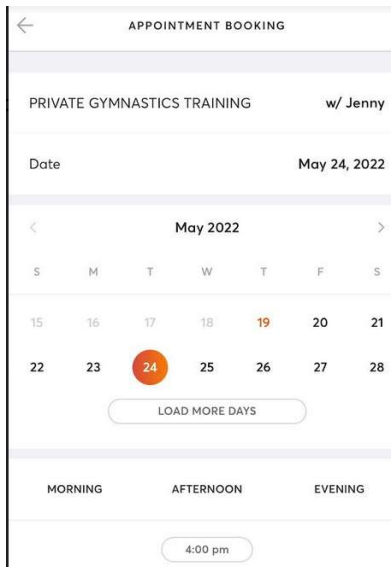 APPOINTMENT BOOKING
PRIVATE GYMNASTICS TRAINING w/ Jenny
Date May 24, 2022
May 2022
S M T W T F S
15 16 17 18 19 20 21
22 23 24 25 26 27 28
LOAD MORE DAYS
MORNING AFTERNOON EVENING
4:00 pm